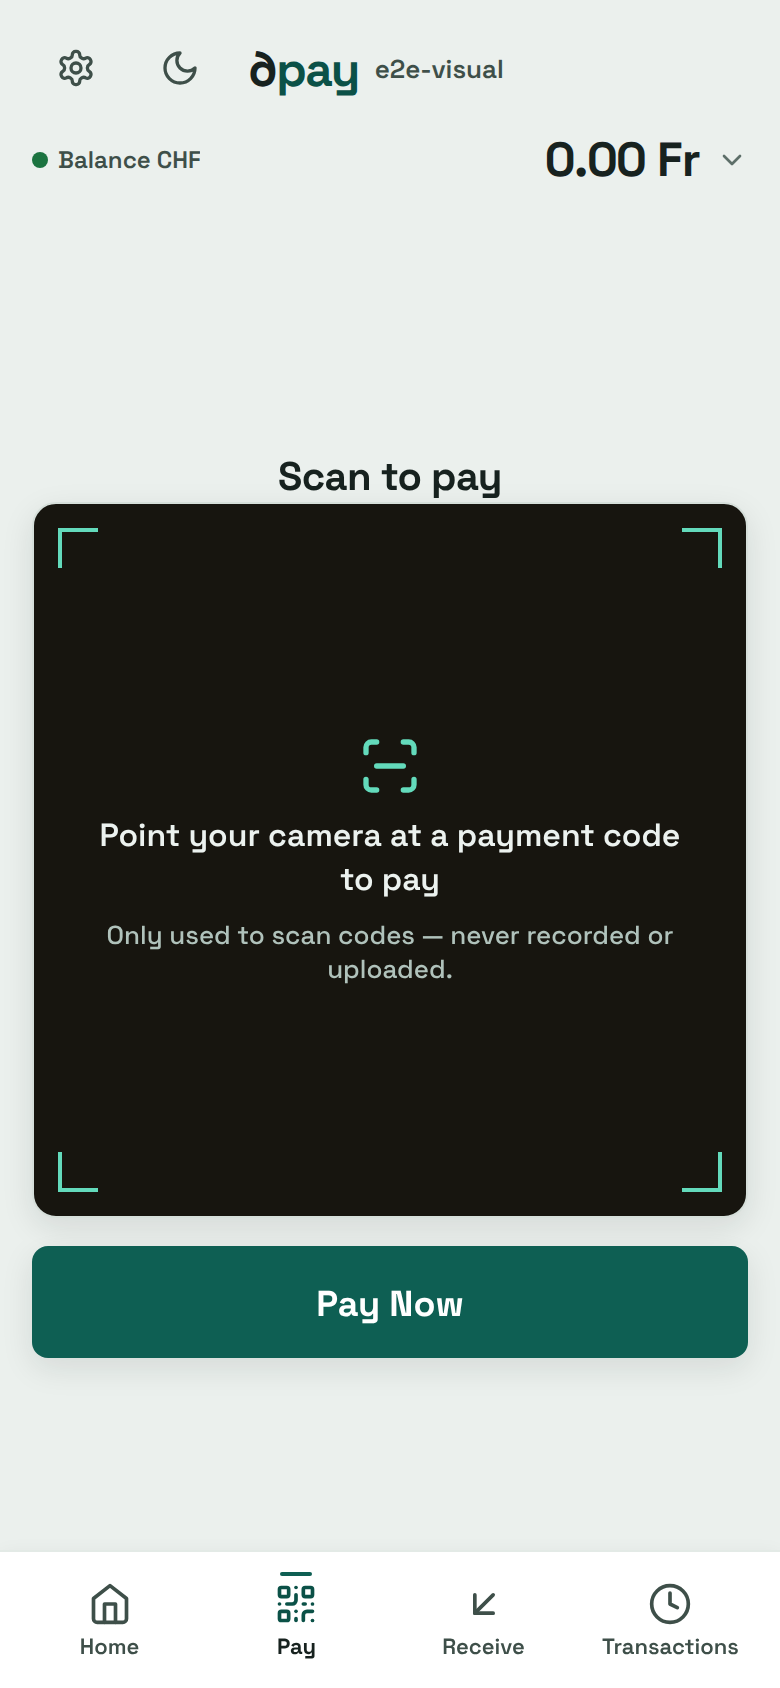 ∂pay e2e-visual
Balance CHF
0.00 Fr
Scan to pay
Point your camera at a payment code
to pay
Only used to scan codes — never recorded or
uploaded.
Pay Now
Home
Pay
Receive
Transactions